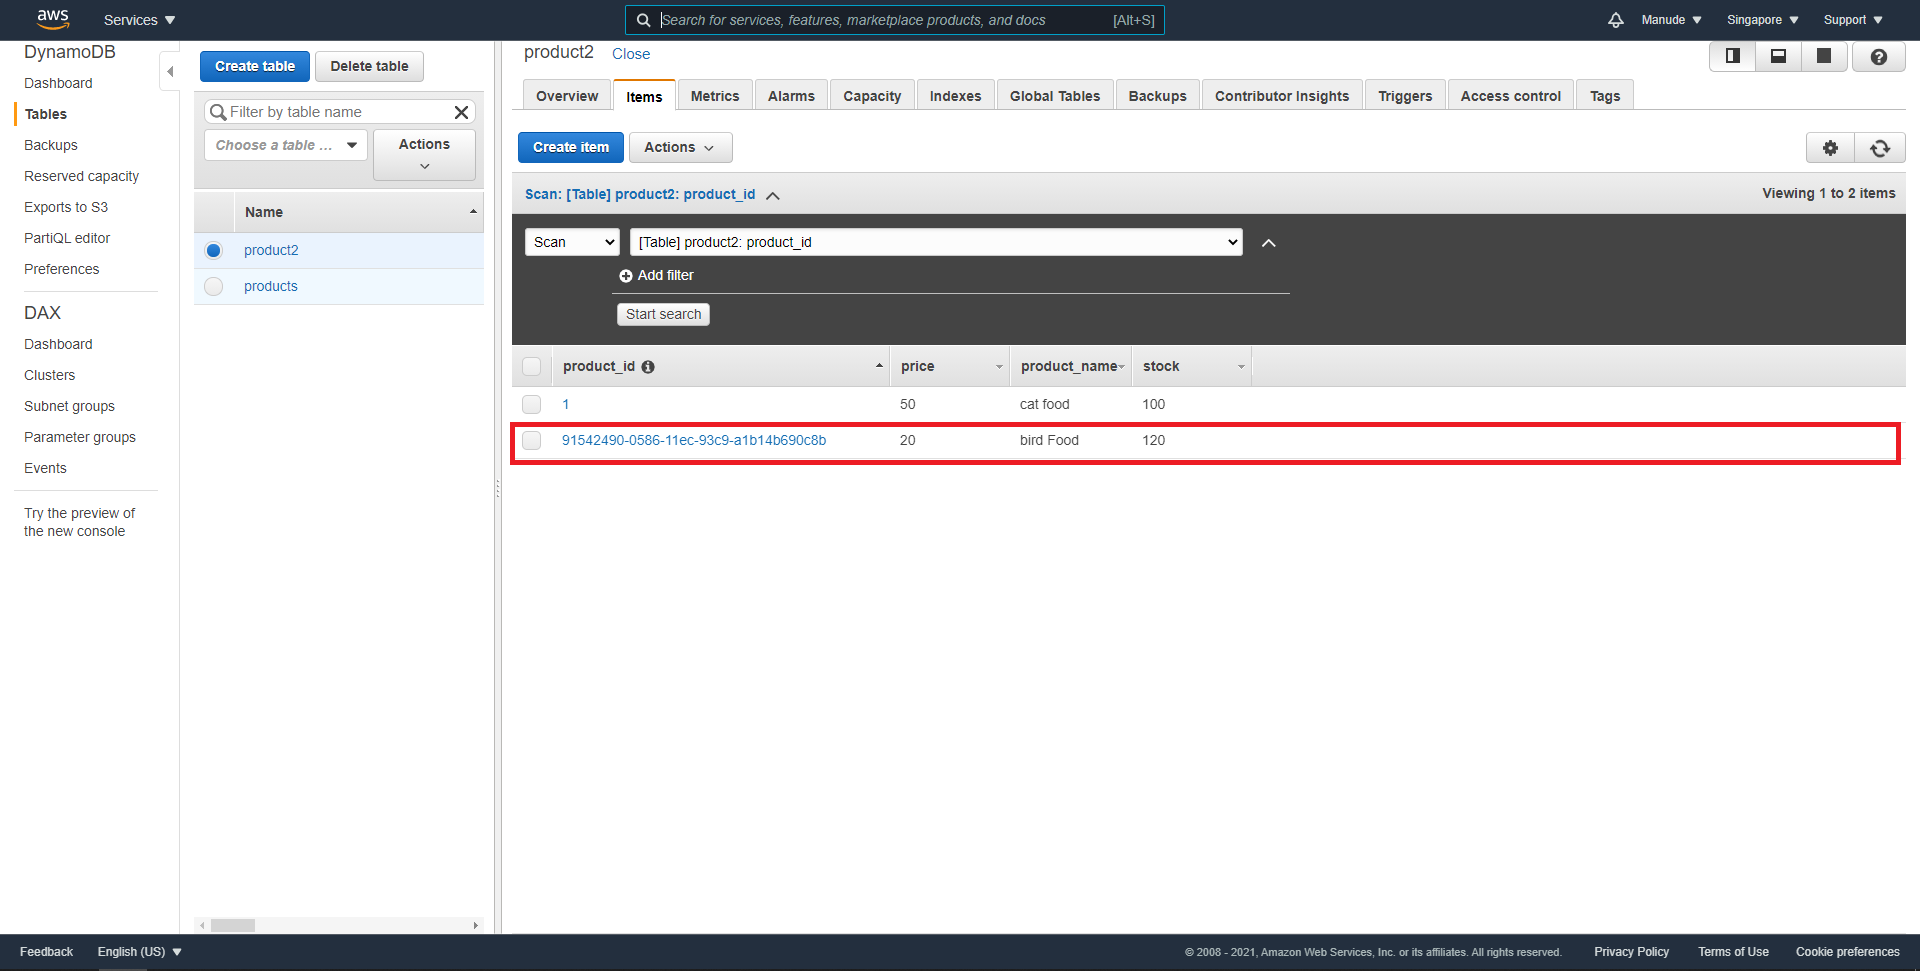 aws Services Search for services, features, marketplace products, and docs [Alt+S] Manude Singapore Support
DynamoDB
Dashboard
Tables
Backups
Reserved capacity
Exports to S3
PartiQL editor
Preferences
DAX
Dashboard
Clusters
Subnet groups
Parameter groups
Events
Try the preview of
the new console
Create table Delete table
Filter by table name
Choose a table ... Actions
Name
product2
products
product2 Close
Overview Items Metrics Alarms Capacity Indexes Global Tables Backups Contributor Insights Triggers Access control Tags
Create item Actions
Scan: [Table] product2: product_id Viewing 1 to 2 items
Scan [Table] product2: product_id
Add filter
Start search
product_id price product_name stock
1 50 cat food 100
91542490-0586-11ec-93c9-a1b14b690c8b 20 bird Food 120
Feedback English (US) © 2008 - 2021, Amazon Web Services, Inc. or its affiliates. All rights reserved. Privacy Policy Terms of Use Cookie preferences